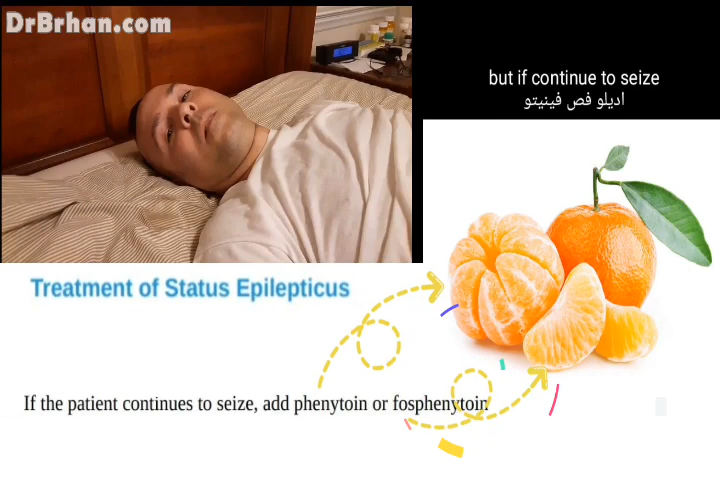 DrBrhan.com
but if continue to seize
اديلو فص فينيتو
Treatment of Status Epilepticus
If the patient continues to seize, add phenytoin or fosphenytoin